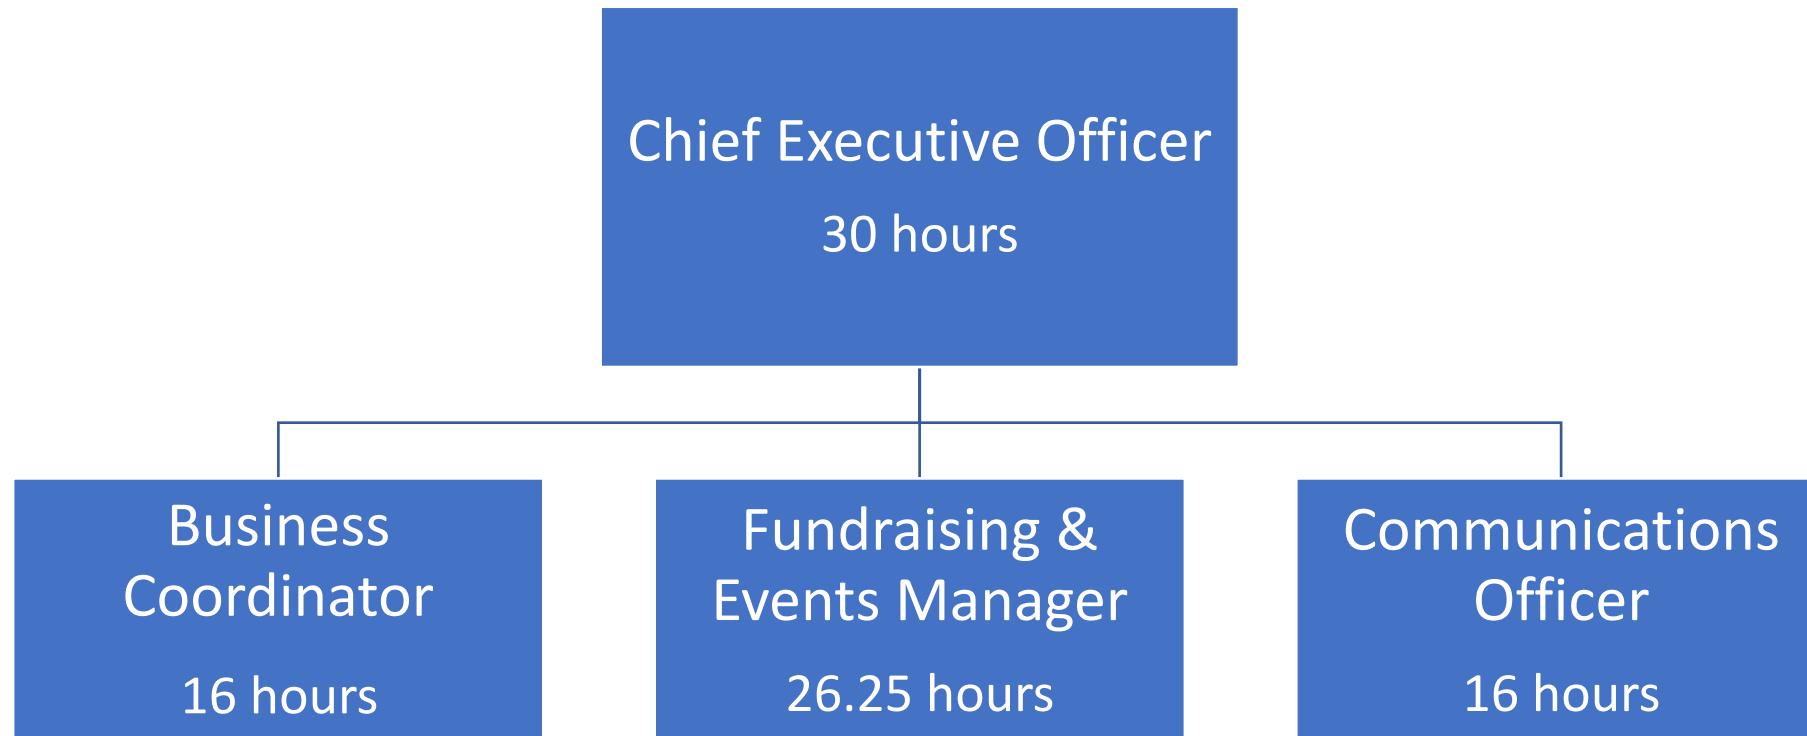 Chief Executive Officer
30 hours
Business
Coordinator
16 hours
Fundraising &
Events Manager
26.25 hours
Communications
Officer
16 hours